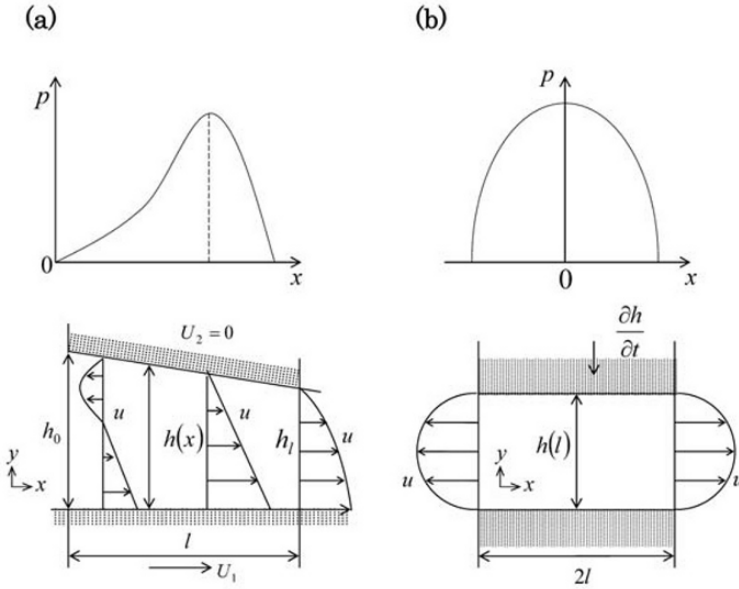 (a)
p
0
x
U₂ = 0
h₀
u
h(x)
u
hₗ
u
y
x
l
U₁
(b)
p
0
x
∂h
∂t
u
h(l)
y
x
u
2l